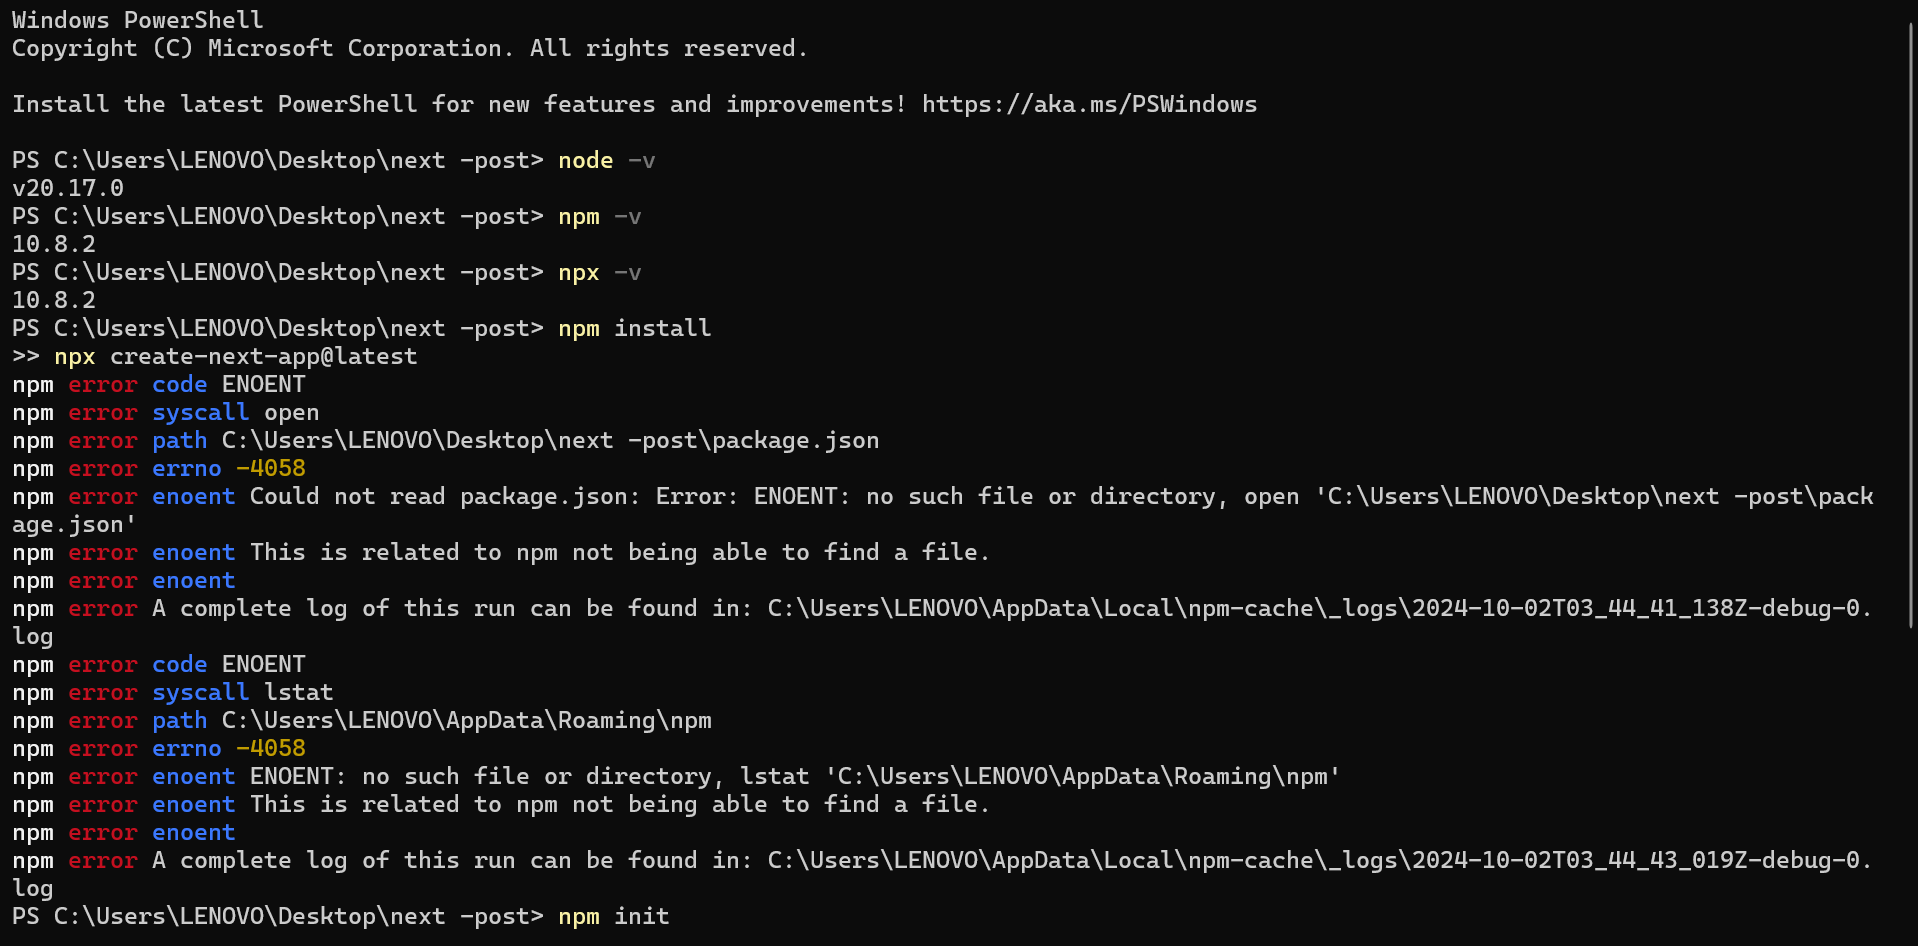 Windows PowerShell
Copyright (C) Microsoft Corporation. All rights reserved.
Install the latest PowerShell for new features and improvements! https://aka.ms/PSWindows
PS C:\Users\LENOVO\Desktop\next -post> node -v
v20.17.0
PS C:\Users\LENOVO\Desktop\next -post> npm -v
10.8.2
PS C:\Users\LENOVO\Desktop\next -post> npx -v
10.8.2
PS C:\Users\LENOVO\Desktop\next -post> npm install
>> npx create-next-app@latest
npm error code ENOENT
npm error syscall open
npm error path C:\Users\LENOVO\Desktop\next -post\package.json
npm error errno -4058
npm error enoent Could not read package.json: Error: ENOENT: no such file or directory, open 'C:\Users\LENOVO\Desktop\next -post\pack
age.json'
npm error enoent This is related to npm not being able to find a file.
npm error enoent
npm error A complete log of this run can be found in: C:\Users\LENOVO\AppData\Local\npm-cache\_logs\2024-10-02T03_44_41_138Z-debug-0.
log
npm error code ENOENT
npm error syscall lstat
npm error path C:\Users\LENOVO\AppData\Roaming\npm
npm error errno -4058
npm error enoent ENOENT: no such file or directory, lstat 'C:\Users\LENOVO\AppData\Roaming\npm'
npm error enoent This is related to npm not being able to find a file.
npm error enoent
npm error A complete log of this run can be found in: C:\Users\LENOVO\AppData\Local\npm-cache\_logs\2024-10-02T03_44_43_019Z-debug-0.
log
PS C:\Users\LENOVO\Desktop\next -post> npm init